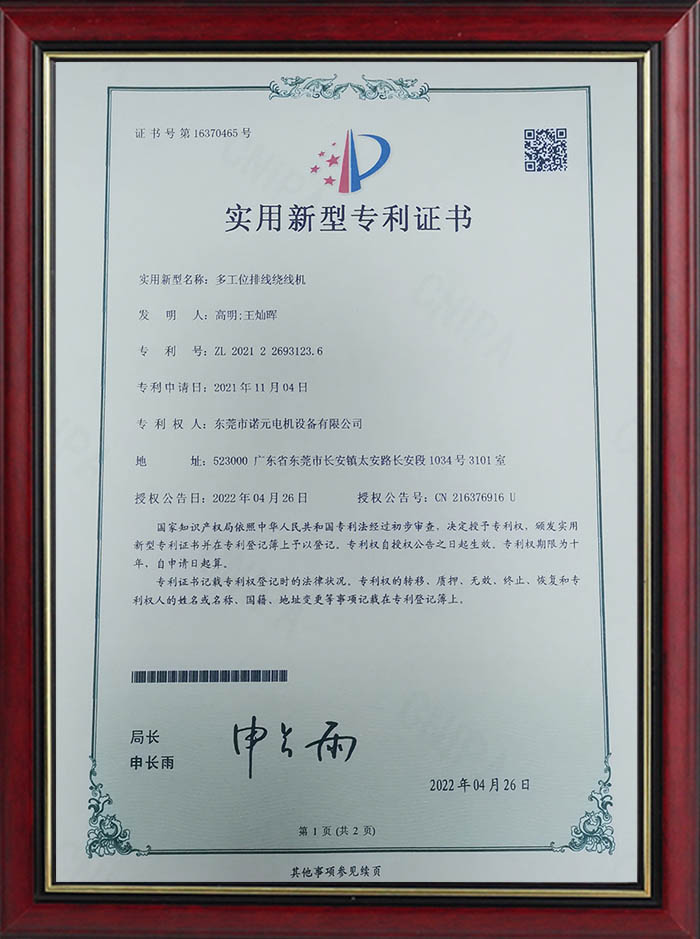 证书号第16370465号
实用新型专利证书
实用新型名称：多工位排线绕线机
发明人：高明;王灿晖
专利号：ZL 2021 2 2693123.6
专利申请日：2021年11月04日
专利权人：东莞市诺元电机设备有限公司
地址：523000 广东省东莞市长安镇太安路长安段1034号3101室
授权公告日：2022年04月26日 授权公告号：CN 216376916 U
国家知识产权局依照中华人民共和国专利法经过初步审查，决定授予专利权，颁发实用
新型专利证书并在专利登记簿上予以登记。专利权自授权公告之日起生效。专利权期限为十
年，自申请日起算。
专利证书记载专利权登记时的法律状况。专利权的转移、质押、无效、终止、恢复和专
利权人的姓名或名称、国籍、地址变更等事项记载在专利登记簿上。
局长
申长雨
申长雨
2022年04月26日
第 1 页 (共 2 页)
其他事项参见续页